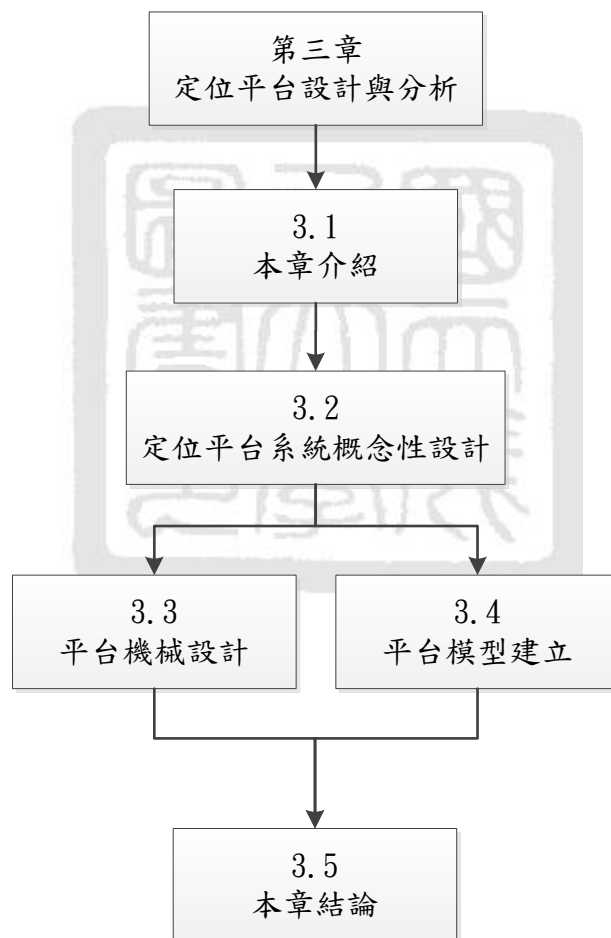 第三章
定位平台設計與分析
3.1
本章介紹
3.2
定位平台系統概念性設計
3.3
平台機械設計
3.4
平台模型建立
3.5
本章結論